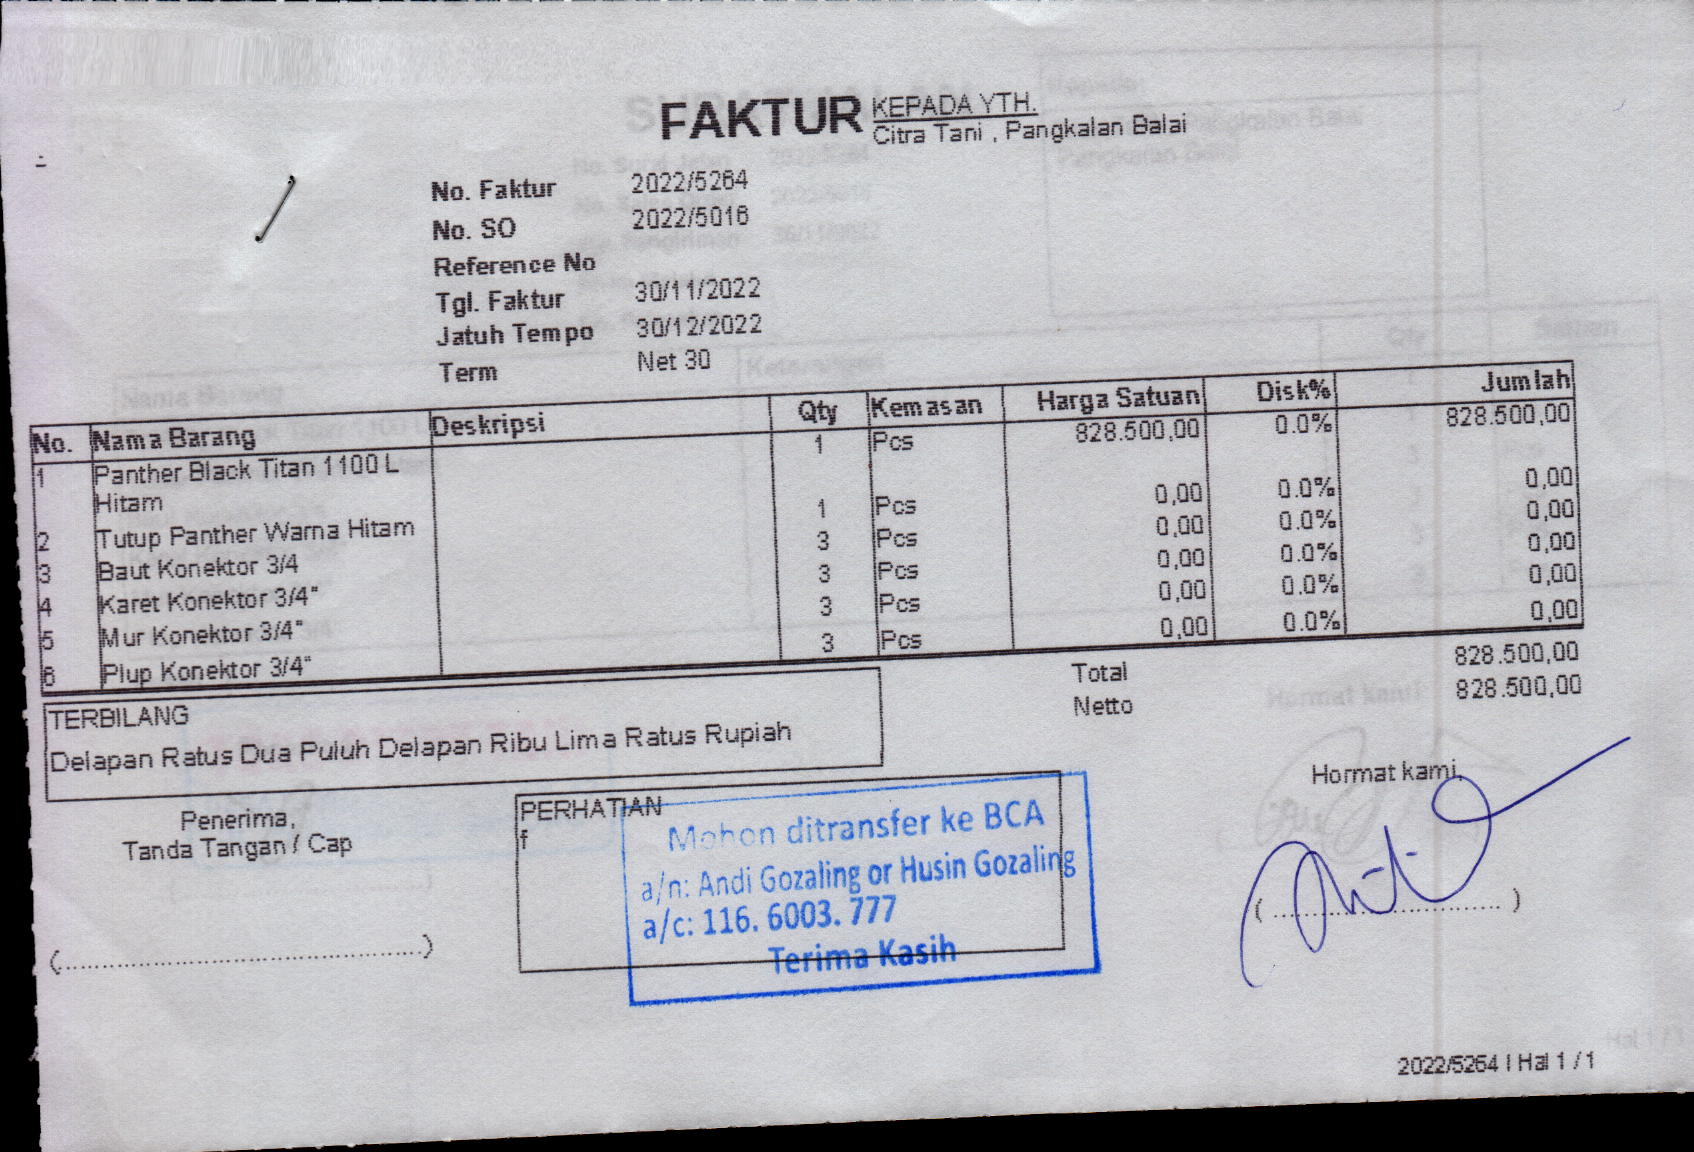 FAKTUR
KEPADA YTH.
Citra Tani , Pangkalan Balai
No. Faktur 2022/5264
No. SO 2022/5016
Reference No
Tgl. Faktur 30/11/2022
Jatuh Tempo 30/12/2022
Term Net 30
No. Nama Barang Deskripsi Qty Kemasan Harga Satuan Disk% Jumlah
1 Panther Black Titan 1100 L 1 Pcs 828.500,00 0.0% 828.500,00
Hitam
2 Tutup Panther Warna Hitam 1 Pcs 0,00 0.0% 0,00
3 Baut Konektor 3/4 3 Pcs 0,00 0.0% 0,00
4 Karet Konektor 3/4" 3 Pcs 0,00 0.0% 0,00
5 Mur Konektor 3/4" 3 Pcs 0,00 0.0% 0,00
6 Plup Konektor 3/4" 3 Pcs 0,00 0.0% 0,00
Total 828.500,00
Netto 828.500,00
TERBILANG
Delapan Ratus Dua Puluh Delapan Ribu Lima Ratus Rupiah
Penerima,
Tanda Tangan / Cap
(.................................................)
PERHATIAN
f
Mohon ditransfer ke BCA
a/n: Andi Gozaling or Husin Gozaling
a/c: 116. 6003. 777
Terima Kasih
Hormat kami,
( ............................... )
2022/5264 | Hal 1 / 1